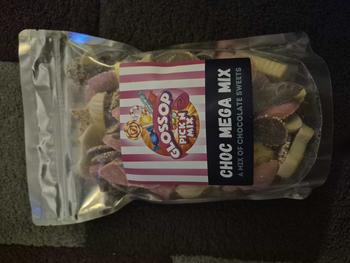 GLOSSOP
PICK'N
MIX
CHOC MEGA MIX
A MIX OF CHOCOLATE SWEETS